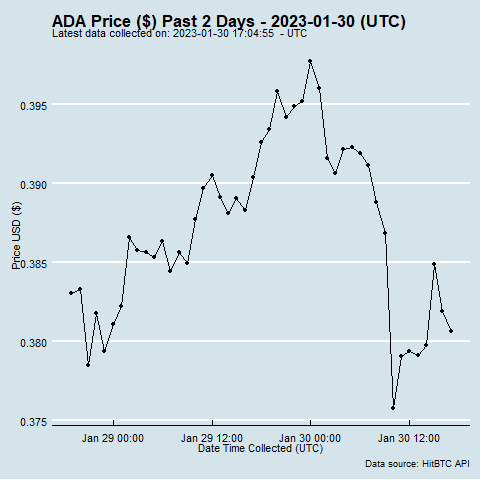 ADA Price ($) Past 2 Days - 2023-01-30 (UTC)
Latest data collected on: 2023-01-30 17:04:55 - UTC
0.395
0.390
0.385
0.380
0.375
Price USD ($)
Jan 29 00:00 Jan 29 12:00 Jan 30 00:00 Jan 30 12:00
Date Time Collected (UTC)
Data source: HitBTC API